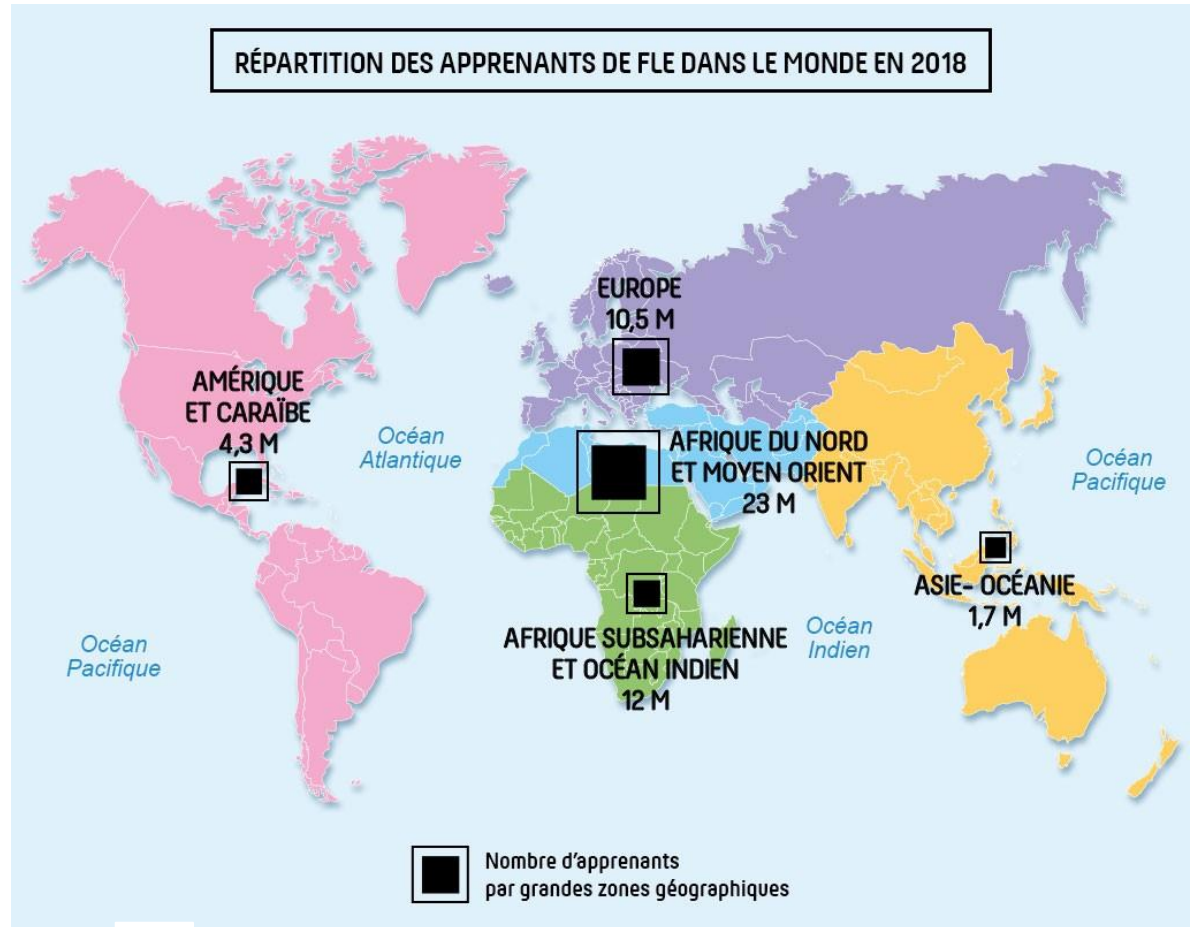 RÉPARTITION DES APPRENANTS DE FLE DANS LE MONDE EN 2018
EUROPE
10,5 M
AMÉRIQUE
ET CARAÏBE
4,3 M
Océan
Atlantique
AFRIQUE DU NORD
ET MOYEN ORIENT
23 M
Océan
Pacifique
ASIE- OCÉANIE
1,7 M
AFRIQUE SUBSAHARIENNE
ET OCÉAN INDIEN
12 M
Océan
Indien
Océan
Pacifique
Nombre d'apprenants
par grandes zones géographiques